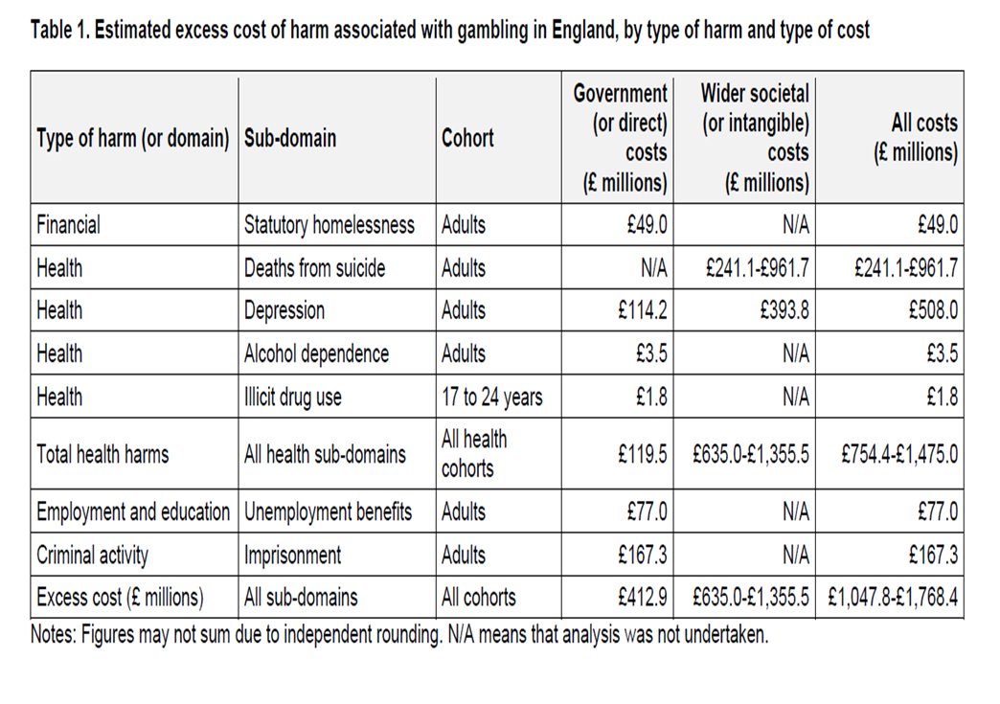 Table 1. Estimated excess cost of harm associated with gambling in England, by type of harm and type of cost
Type of harm (or domain) Sub-domain Cohort Government (or direct) costs (£ millions) Wider societal (or intangible) costs (£ millions) All costs (£ millions)
Financial Statutory homelessness Adults £49.0 N/A £49.0
Health Deaths from suicide Adults N/A £241.1-£961.7 £241.1-£961.7
Health Depression Adults £114.2 £393.8 £508.0
Health Alcohol dependence Adults £3.5 N/A £3.5
Health Illicit drug use 17 to 24 years £1.8 N/A £1.8
Total health harms All health sub-domains All health cohorts £119.5 £635.0-£1,355.5 £754.4-£1,475.0
Employment and education Unemployment benefits Adults £77.0 N/A £77.0
Criminal activity Imprisonment Adults £167.3 N/A £167.3
Excess cost (£ millions) All sub-domains All cohorts £412.9 £635.0-£1,355.5 £1,047.8-£1,768.4
Notes: Figures may not sum due to independent rounding. N/A means that analysis was not undertaken.